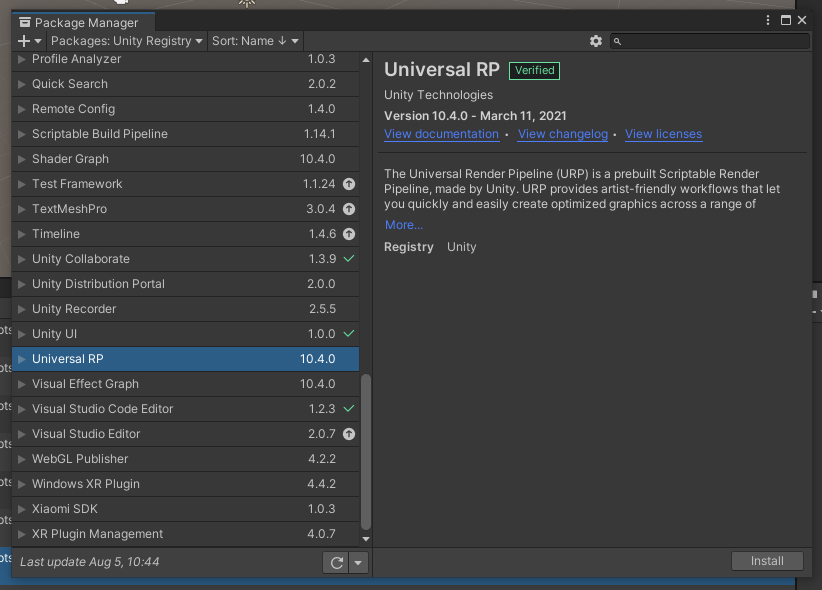 Package Manager
Packages: Unity Registry
Sort: Name ↓
Profile Analyzer 1.0.3
Quick Search 2.0.2
Remote Config 1.4.0
Scriptable Build Pipeline 1.14.1
Shader Graph 10.4.0
Test Framework 1.1.24
TextMeshPro 3.0.4
Timeline 1.4.6
Unity Collaborate 1.3.9
Unity Distribution Portal 2.0.0
Unity Recorder 2.5.5
Unity UI 1.0.0
Universal RP 10.4.0
Visual Effect Graph 10.4.0
Visual Studio Code Editor 1.2.3
Visual Studio Editor 2.0.7
WebGL Publisher 4.2.2
Windows XR Plugin 4.4.2
Xiaomi SDK 1.0.3
XR Plugin Management 4.0.7
Last update Aug 5, 10:44
Universal RP Verified
Unity Technologies
Version 10.4.0 - March 11, 2021
View documentation • View changelog • View licenses
The Universal Render Pipeline (URP) is a prebuilt Scriptable Render
Pipeline, made by Unity. URP provides artist-friendly workflows that let
you quickly and easily create optimized graphics across a range of
More...
Registry Unity
Install